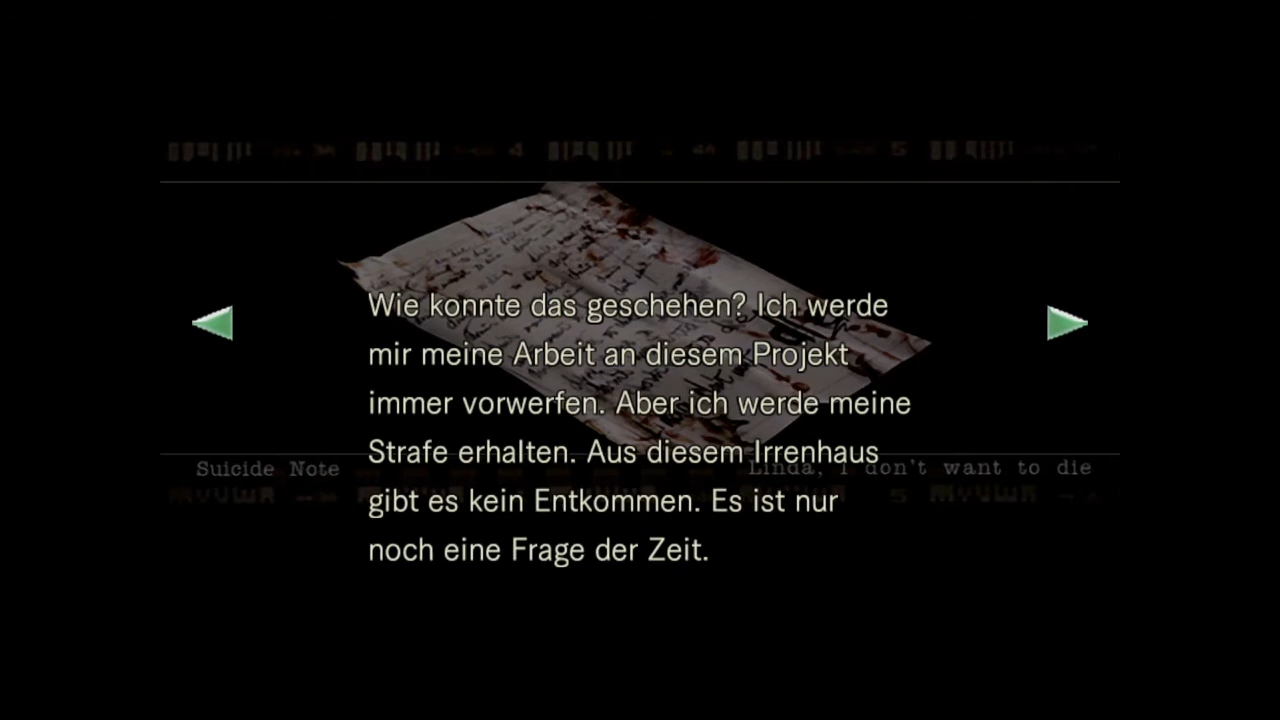 Wie konnte das geschehen? Ich werde
mir meine Arbeit an diesem Projekt
immer vorwerfen. Aber ich werde meine
Strafe erhalten. Aus diesem Irrenhaus
gibt es kein Entkommen. Es ist nur
noch eine Frage der Zeit.
Suicide Note
Linda, I don't want to die